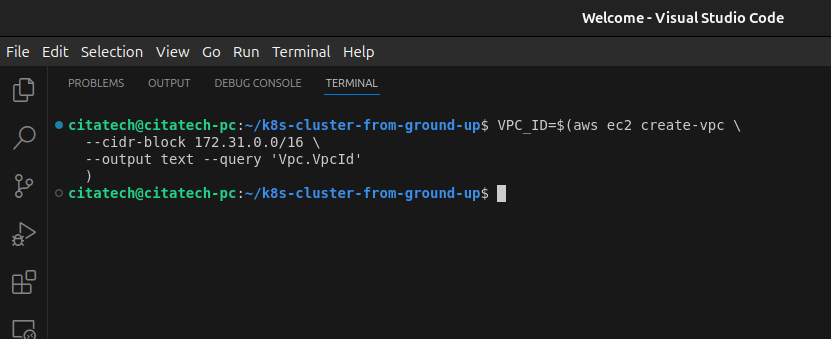 Welcome - Visual Studio Code
File Edit Selection View Go Run Terminal Help
PROBLEMS OUTPUT DEBUG CONSOLE TERMINAL
citatech@citatech-pc:~/k8s-cluster-from-ground-up$ VPC_ID=$(aws ec2 create-vpc \
--cidr-block 172.31.0.0/16 \
--output text --query 'Vpc.VpcId'
)
citatech@citatech-pc:~/k8s-cluster-from-ground-up$